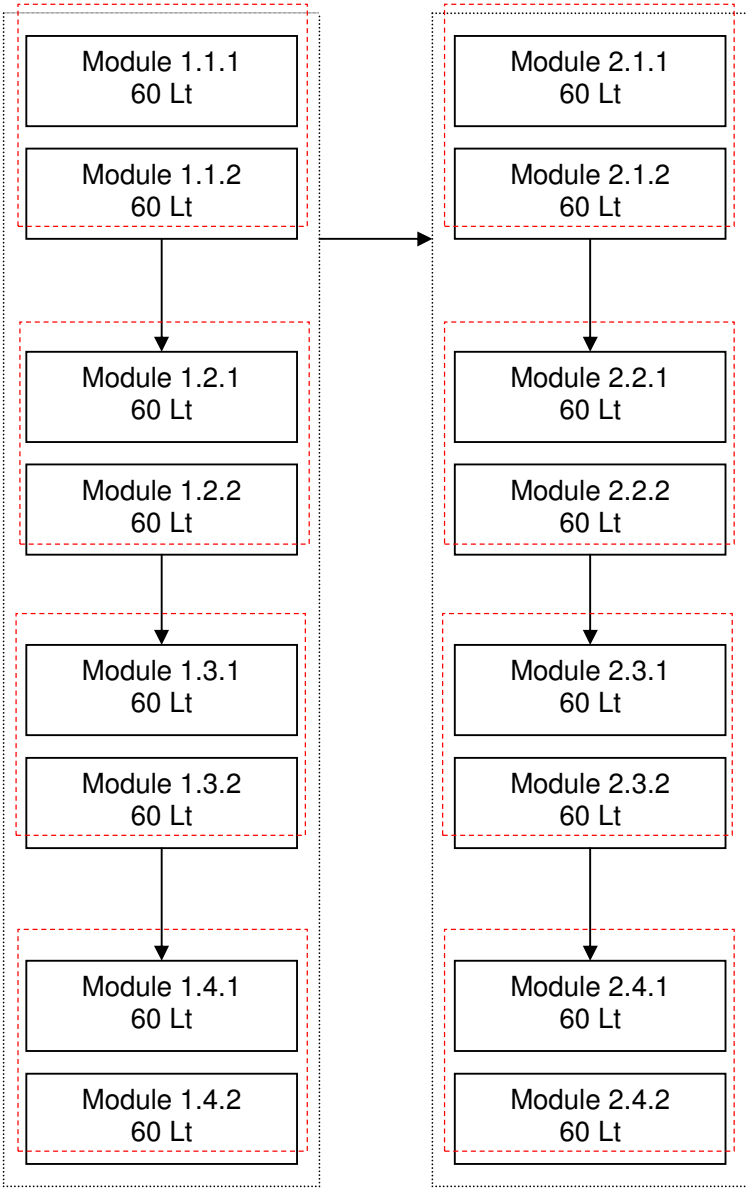 Module 1.1.1
60 Lt
Module 1.1.2
60 Lt
Module 1.2.1
60 Lt
Module 1.2.2
60 Lt
Module 1.3.1
60 Lt
Module 1.3.2
60 Lt
Module 1.4.1
60 Lt
Module 1.4.2
60 Lt
Module 2.1.1
60 Lt
Module 2.1.2
60 Lt
Module 2.2.1
60 Lt
Module 2.2.2
60 Lt
Module 2.3.1
60 Lt
Module 2.3.2
60 Lt
Module 2.4.1
60 Lt
Module 2.4.2
60 Lt